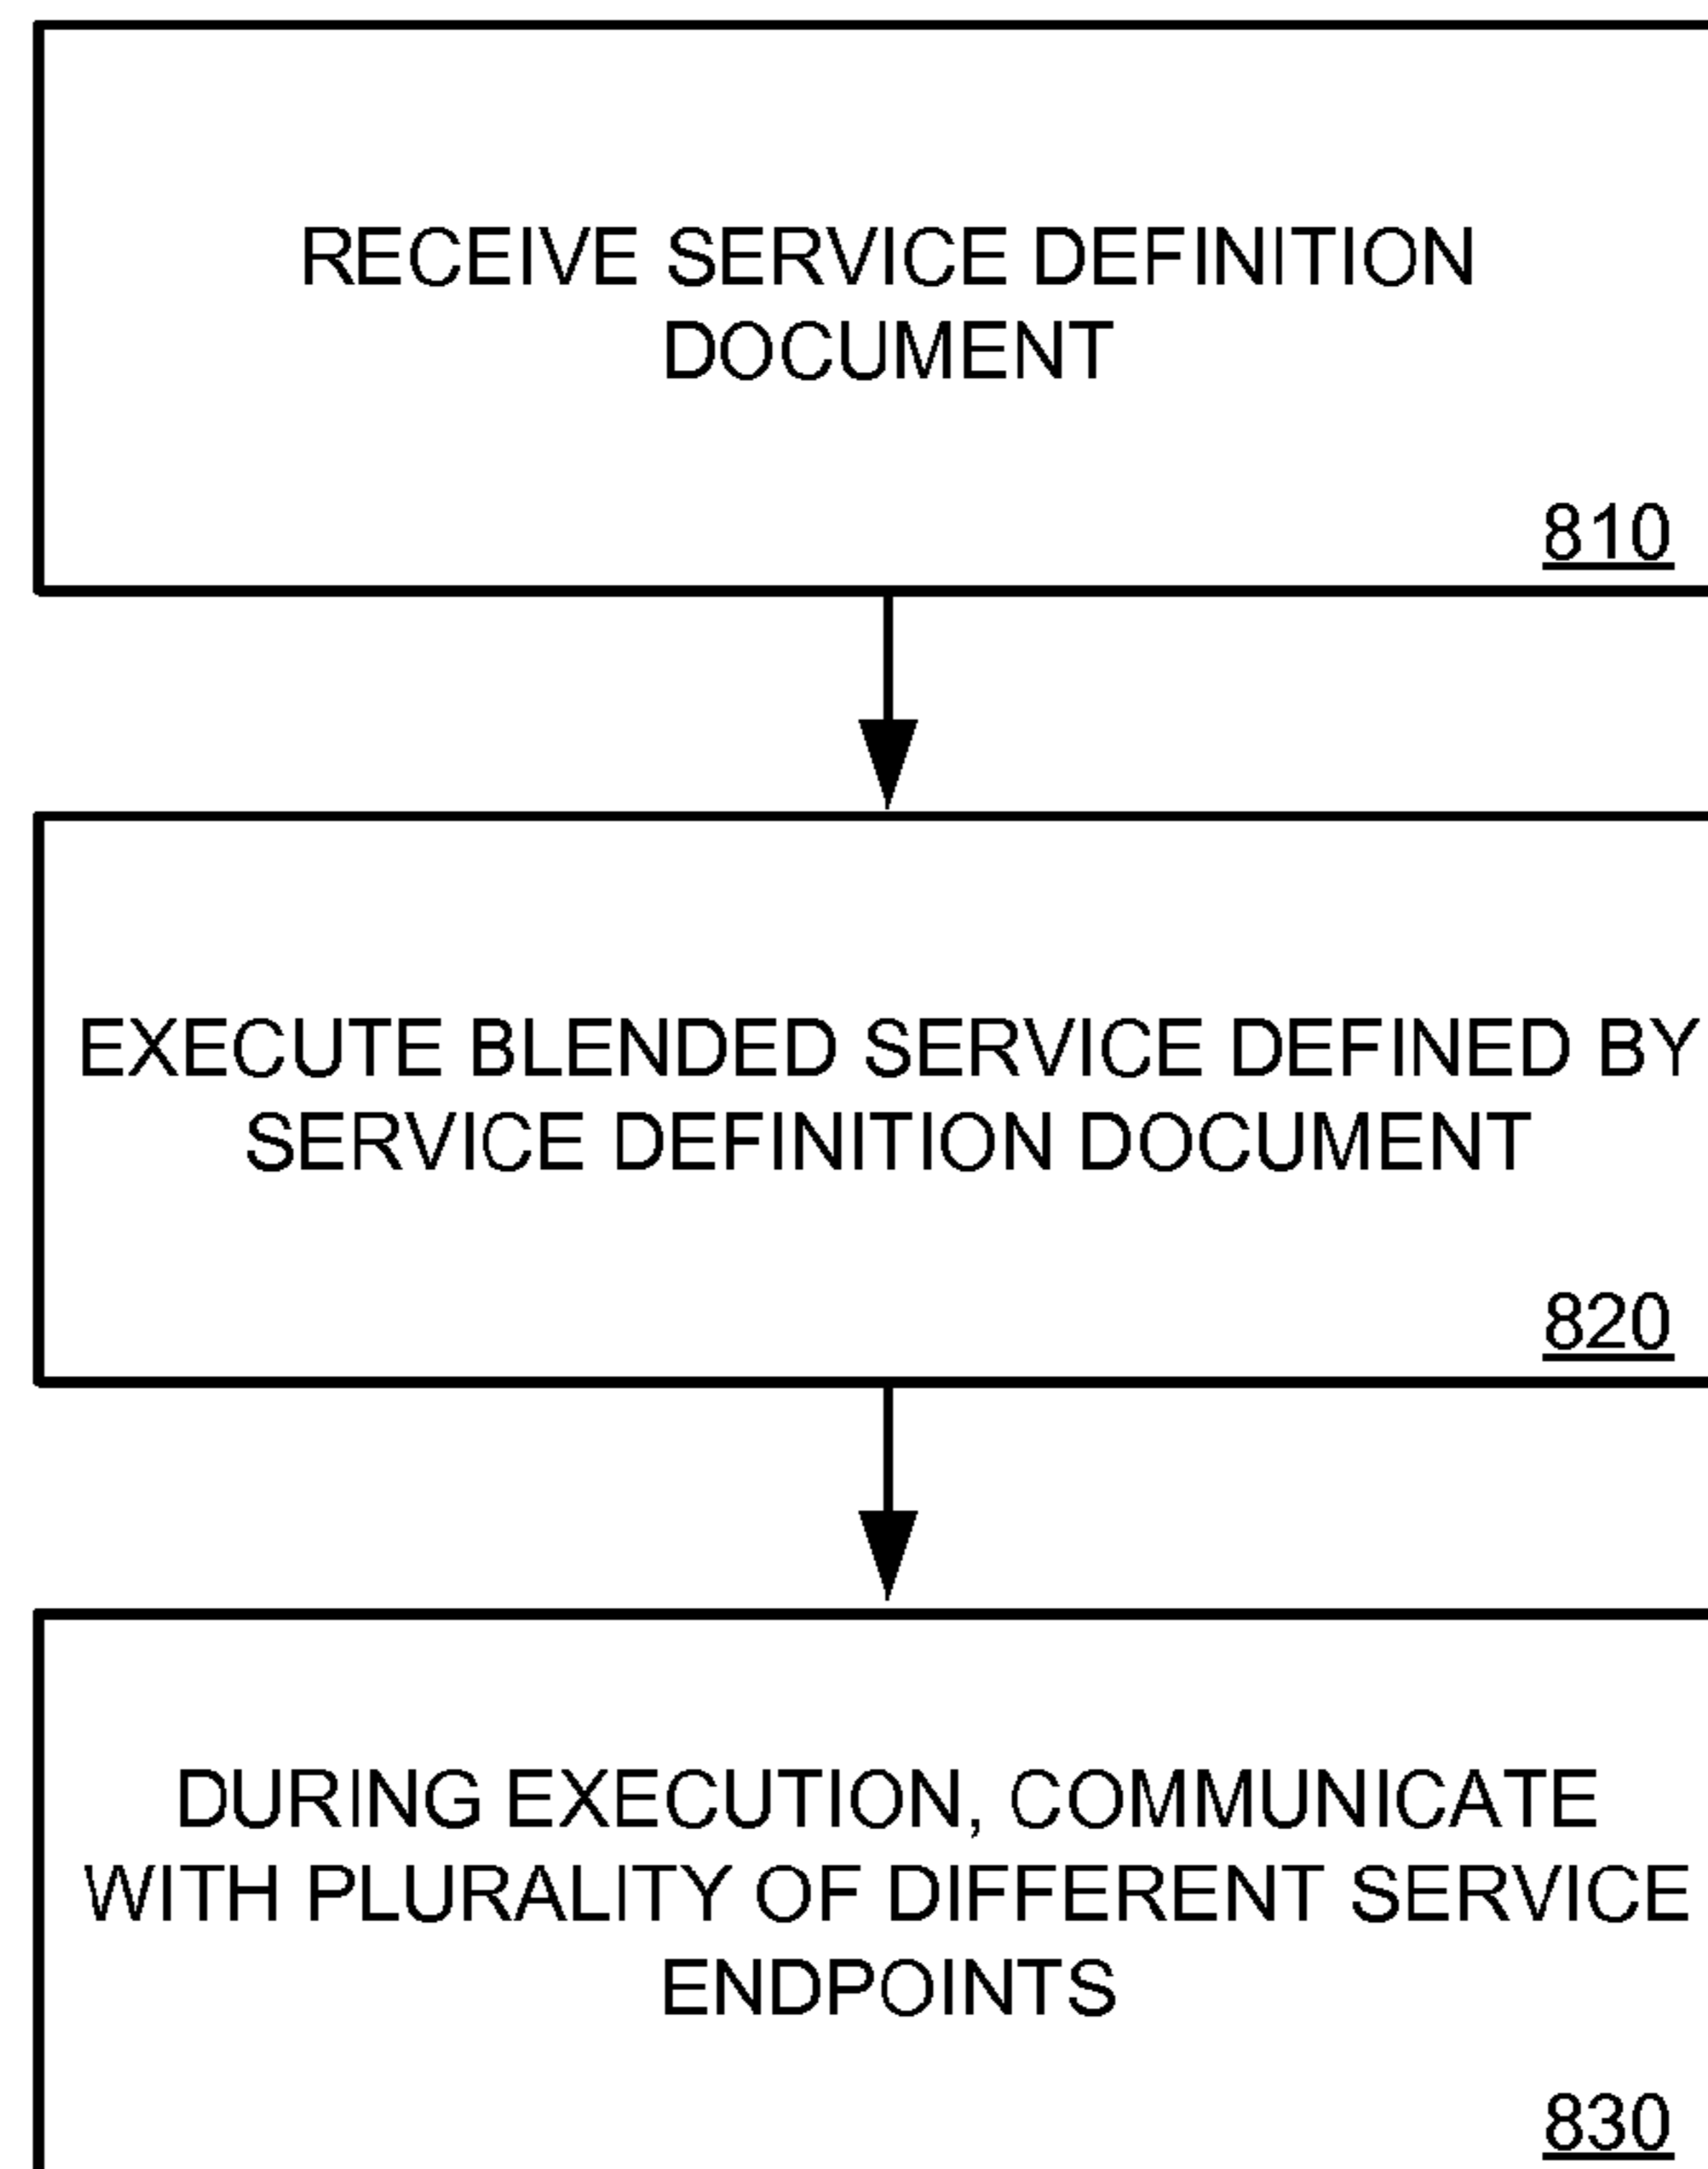 RECEIVE SERVICE DEFINITION
DOCUMENT
810
EXECUTE BLENDED SERVICE DEFINED BY
SERVICE DEFINITION DOCUMENT
820
DURING EXECUTION, COMMUNICATE
WITH PLURALITY OF DIFFERENT SERVICE
ENDPOINTS
830